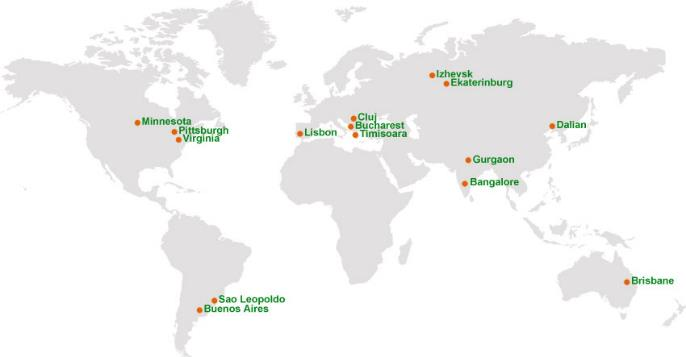 Izhevsk
Ekaterinburg
Minnesota
Pittsburgh
Virginia
Lisbon
Cluj
Bucharest
Timisoara
Dalian
Gurgaon
Bangalore
Brisbane
Sao Leopoldo
Buenos Aires